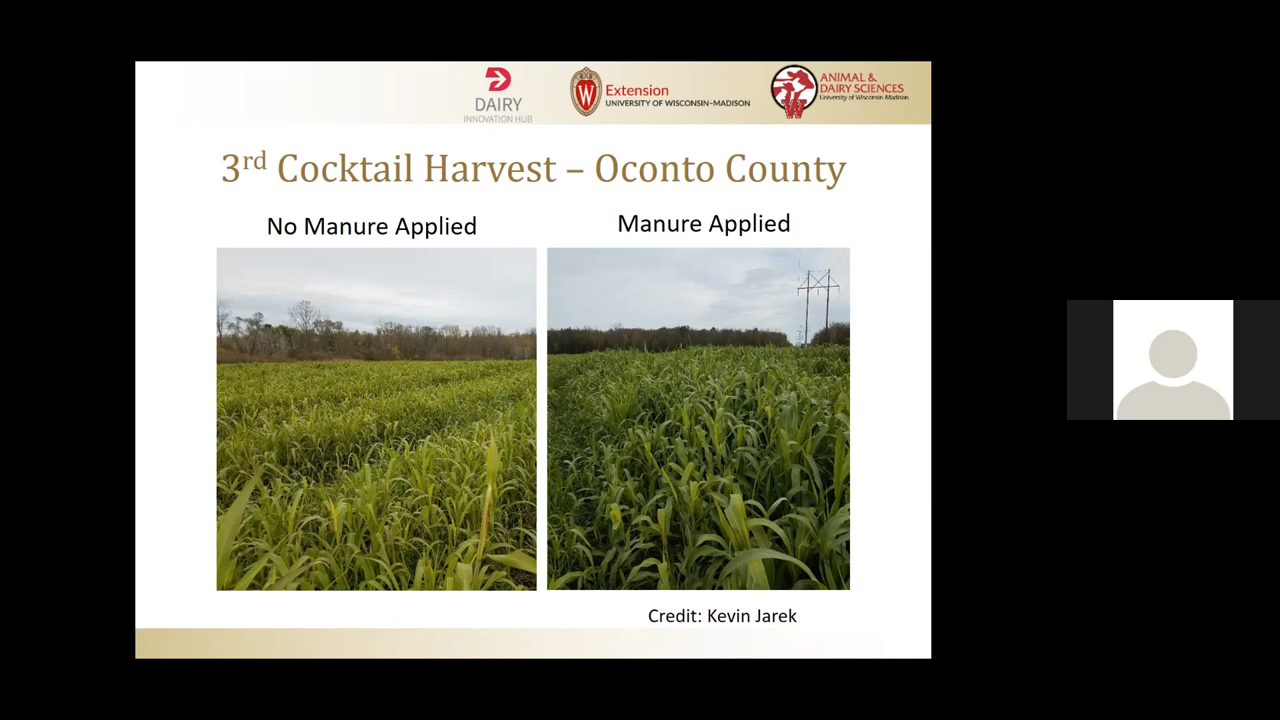 DAIRY
INNOVATION HUB
W
Extension
UNIVERSITY OF WISCONSIN–MADISON
ANIMAL &
DAIRY SCIENCES
University of Wisconsin-Madison
W
3rd Cocktail Harvest – Oconto County
No Manure Applied
Manure Applied
Credit: Kevin Jarek